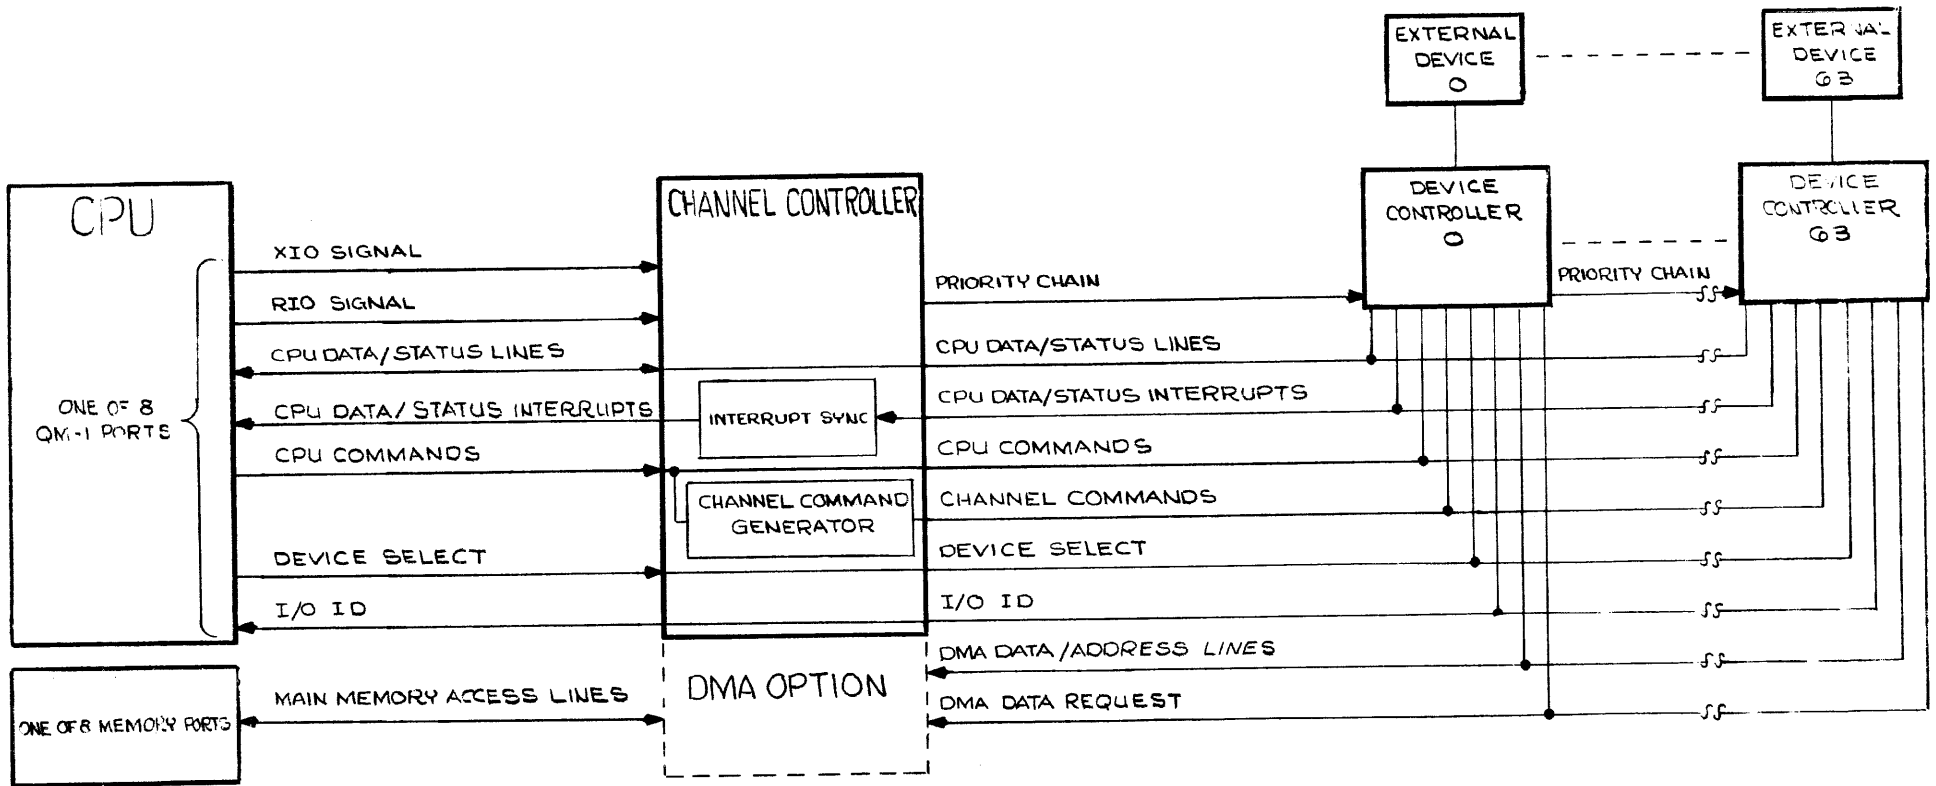 EXTERNAL
DEVICE
0
EXTERNAL
DEVICE
63
CPU
ONE OF 8
QM-1 PORTS
XIO SIGNAL
RIO SIGNAL
CPU DATA/STATUS LINES
CPU DATA/STATUS INTERRUPTS
CPU COMMANDS
DEVICE SELECT
I/O ID
CHANNEL CONTROLLER
INTERRUPT SYNC
CHANNEL COMMAND
GENERATOR
PRIORITY CHAIN
CPU DATA/STATUS LINES
CPU DATA/STATUS INTERRUPTS
CPU COMMANDS
CHANNEL COMMANDS
DEVICE SELECT
I/O ID
DMA DATA/ADDRESS LINES
DMA DATA REQUEST
DEVICE
CONTROLLER
0
PRIORITY CHAIN
DEVICE
CONTROLLER
63
ONE OF 8 MEMORY PORTS
MAIN MEMORY ACCESS LINES
DMA OPTION